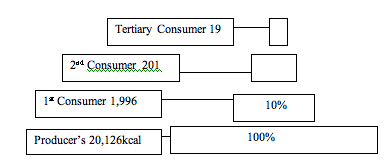 Tertiary Consumer 19
2nd Consumer 201
1st Consumer 1,996
10%
Producer's 20,126kcal
100%